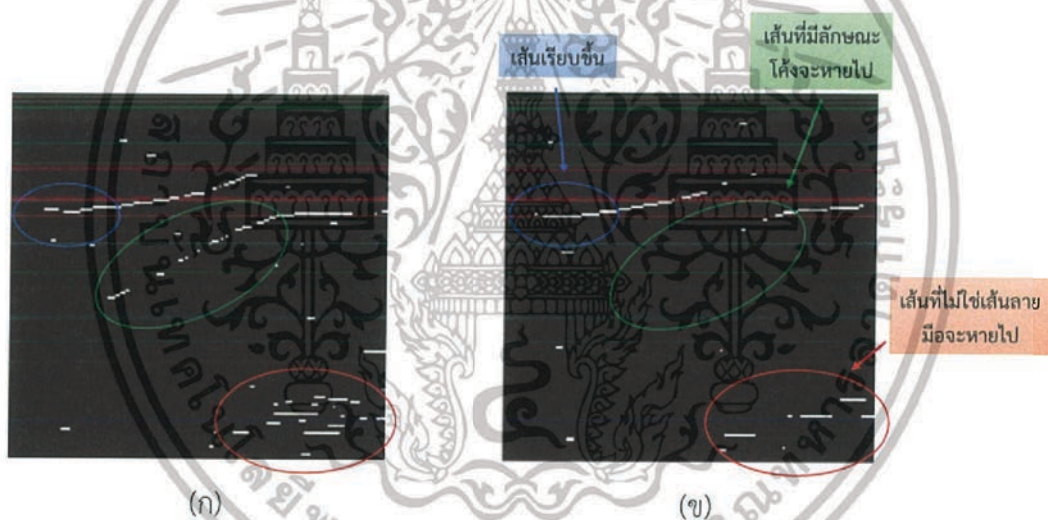 เส้นเรียบขึ้น
เส้นที่มีลักษณะ
โค้งจะหายไป
เส้นที่ไม่ใช่เส้นลาย
มือจะหายไป
(ก)
(ข)